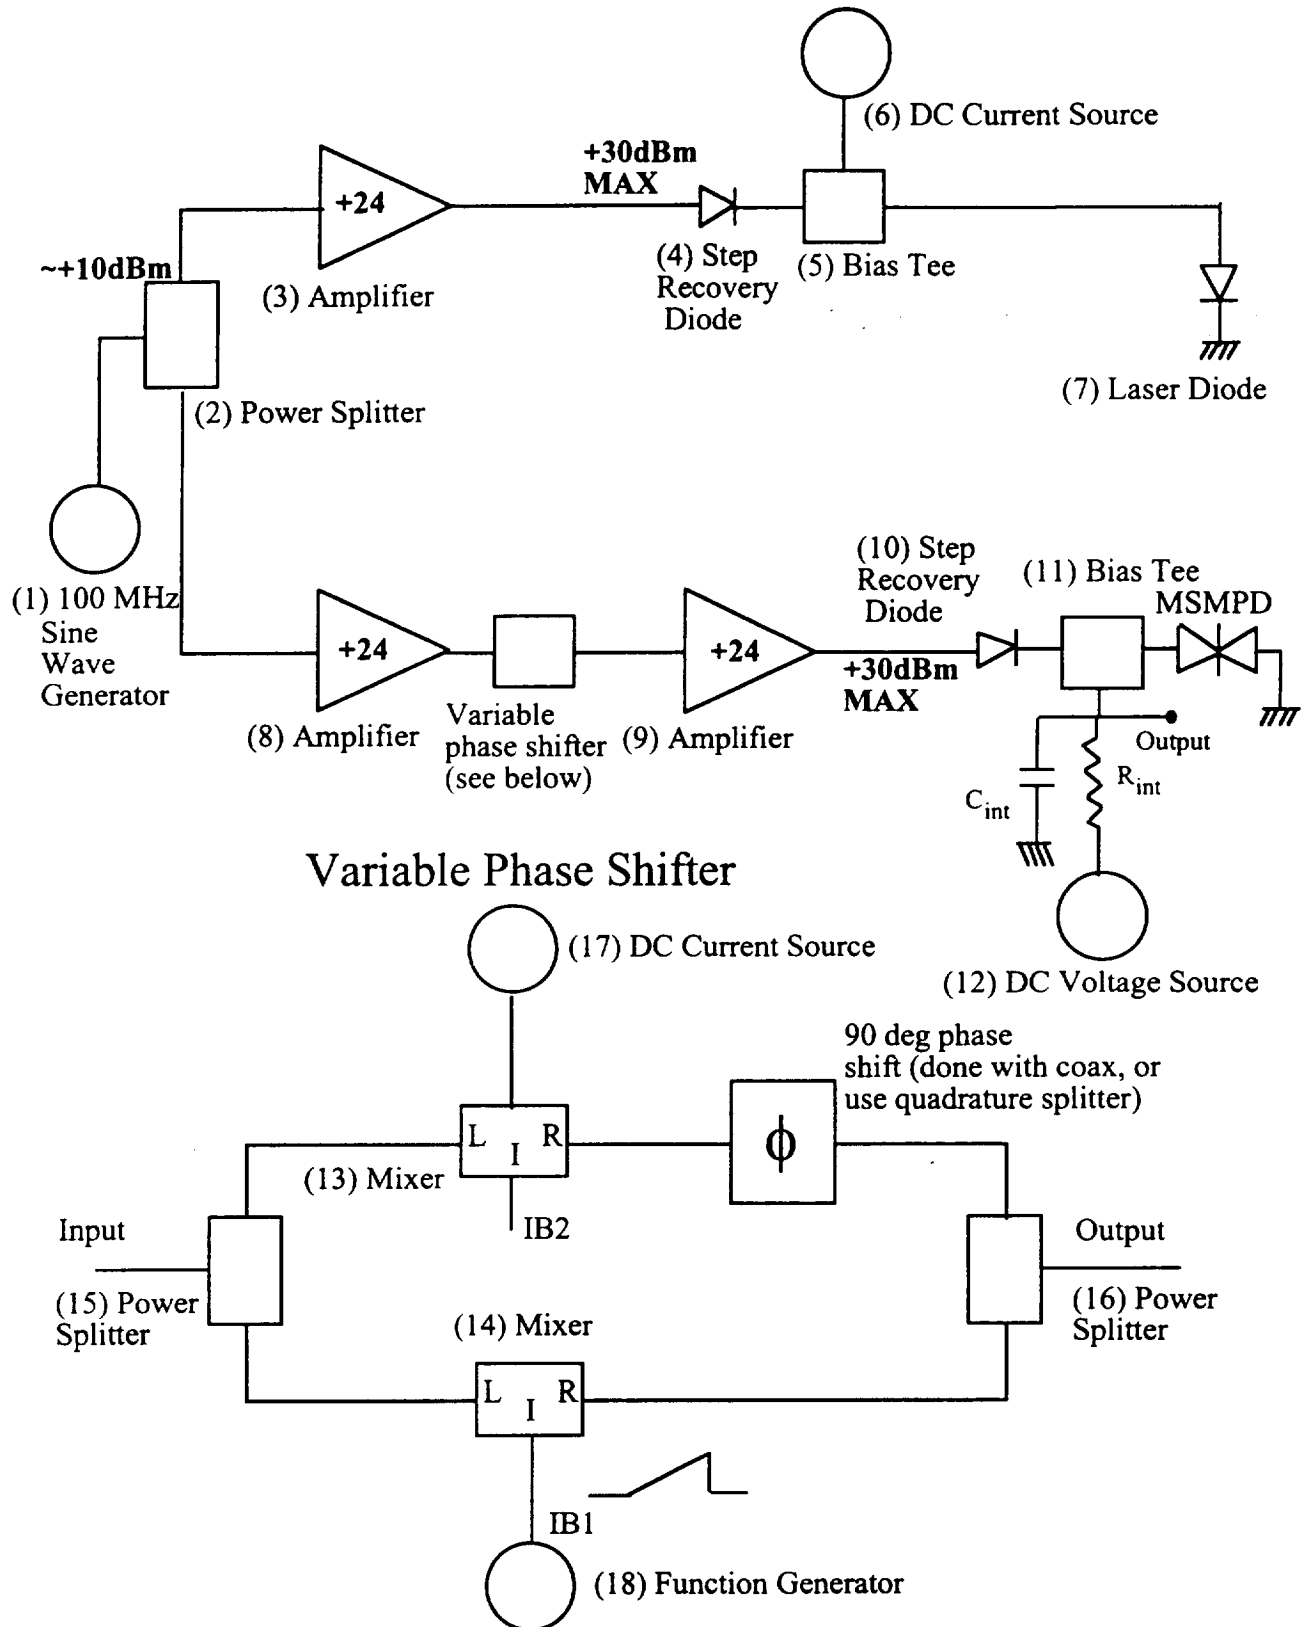 (6) DC Current Source
+30dBm
MAX
+24
~+10dBm
(3) Amplifier
(4) Step
Recovery
Diode
(5) Bias Tee
(7) Laser Diode
(2) Power Splitter
(1) 100 MHz
Sine
Wave
Generator
+24
(8) Amplifier
Variable
phase shifter
(see below)
+24
(9) Amplifier
+30dBm
MAX
(10) Step
Recovery
Diode
(11) Bias Tee
MSMPD
Output
Cint
Rint
(12) DC Voltage Source
Variable Phase Shifter
(17) DC Current Source
90 deg phase
shift (done with coax, or
use quadrature splitter)
L I R
(13) Mixer
IB2
ϕ
Input
(15) Power
Splitter
Output
(16) Power
Splitter
(14) Mixer
L I R
IB1
(18) Function Generator